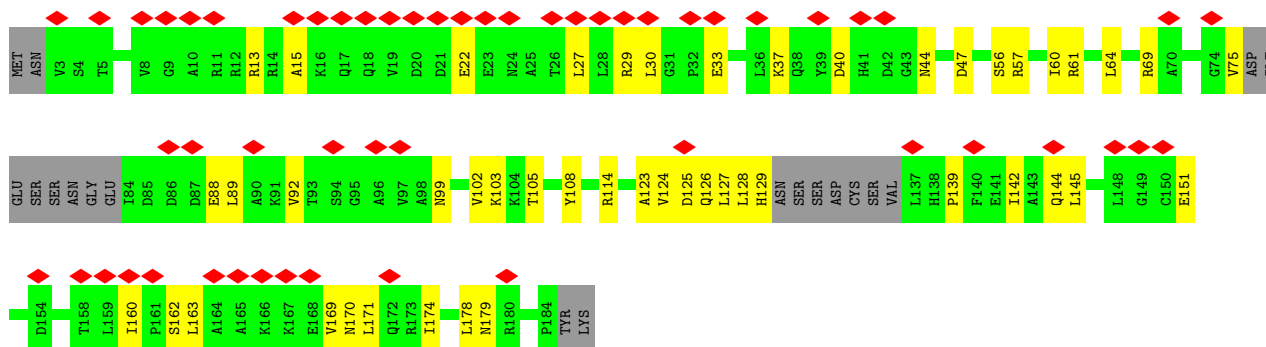 MET ASN V3 S4 T5 V8 G9 A10 R11 R12 R13 R14 A15 K16 Q17 Q18 V19 D20 D21 E22 E23 N24 A25 T26 L27 L28 R29 L30 G31 P32 E33 L36 K37 Q38 Y39 D40 H41 D42 G43 N44 D47 S56 R57 I60 R61 L64 R69 A70 G74 V75 ASP
GLU SER SER ASN GLY GLU I84 D85 D86 D87 E88 L89 A90 K91 V92 T93 S94 G95 A96 V97 A98 N99 V102 K103 K104 T105 Y108 R114 A123 V124 D125 Q126 L127 L128 H129 ASN SER SER ASP CYS SER VAL L137 H138 P139 F140 E141 I142 A143 Q144 L145 L148 G149 C150 E151
D154 T158 L159 I160 P161 S162 L163 A164 A165 K166 K167 E168 V169 N170 L171 Q172 R173 I174 L178 N179 R180 P184 TYR LYS